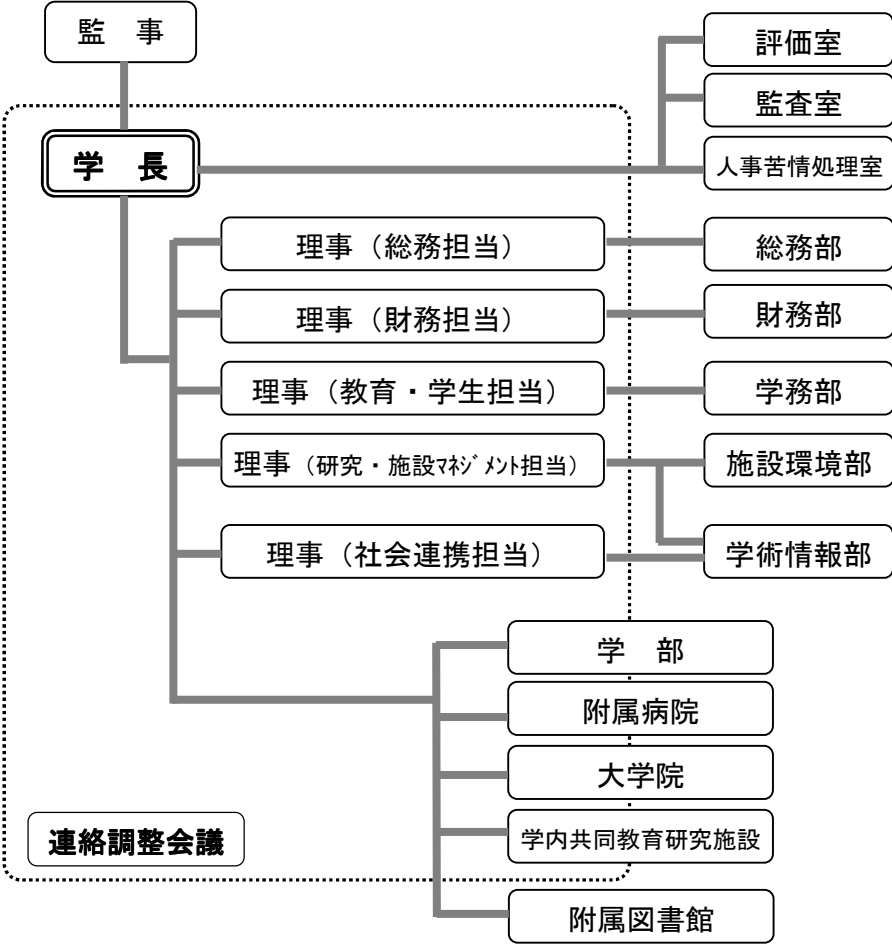 監　事
評価室
監査室
学　長
人事苦情処理室
理事（総務担当）
総務部
理事（財務担当）
財務部
理事（教育・学生担当）
学務部
理事（研究・施設ﾏﾈｼﾞﾒﾝﾄ担当）
施設環境部
理事（社会連携担当）
学術情報部
学　部
附属病院
大学院
学内共同教育研究施設
連絡調整会議
附属図書館